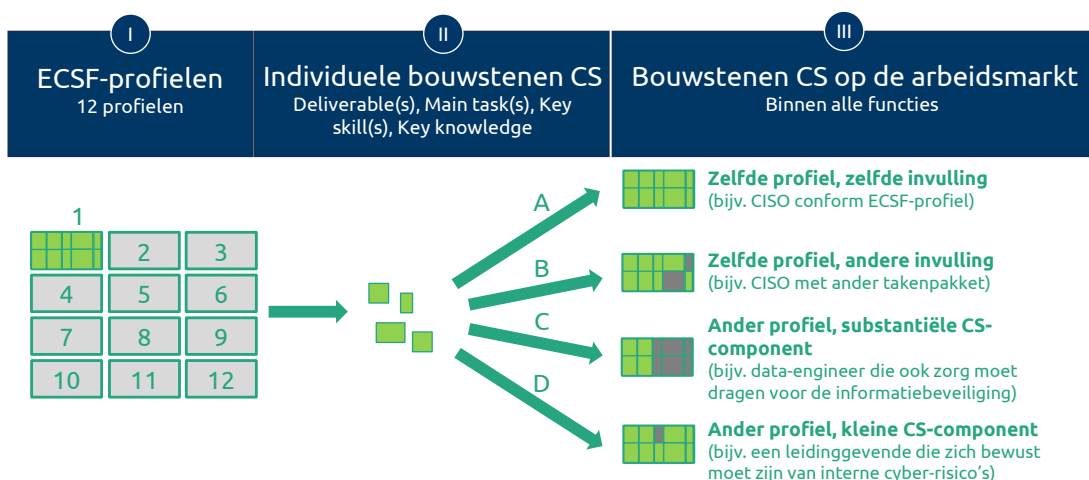 I
ECSF-profielen
12 profielen
II
Individuele bouwstenen CS
Deliverable(s), Main task(s), Key
skill(s), Key knowledge
III
Bouwstenen CS op de arbeidsmarkt
Binnen alle functies
1
2
3
4
5
6
7
8
9
10
11
12
A
Zelfde profiel, zelfde invulling
(bijv. CISO conform ECSF-profiel)
B
Zelfde profiel, andere invulling
(bijv. CISO met ander takenpakket)
C
Ander profiel, substantiële CS-
component
(bijv. data-engineer die ook zorg moet
dragen voor de informatiebeveiliging)
D
Ander profiel, kleine CS-component
(bijv. een leidinggevende die zich bewust
moet zijn van interne cyber-risico’s)